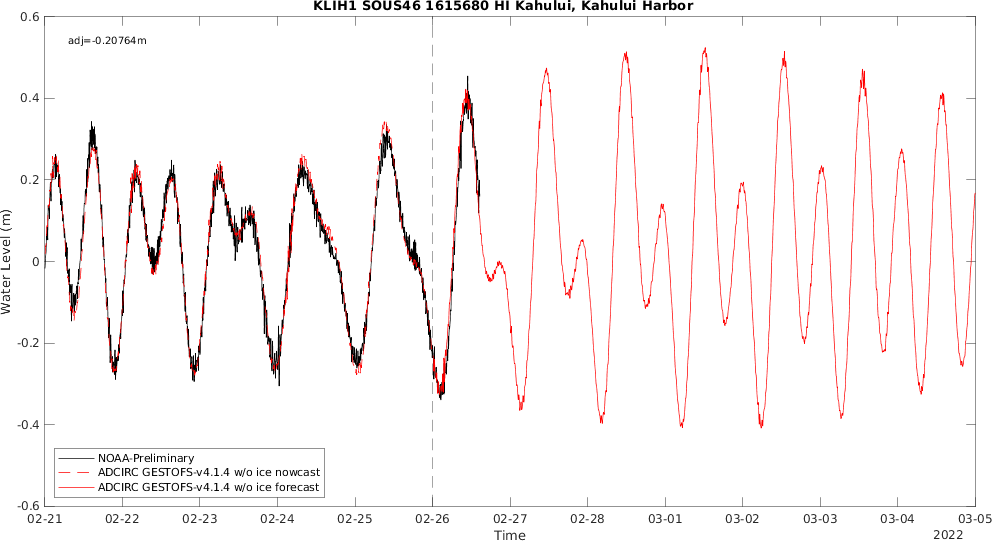 KLIH1 SOUS46 1615680 HI Kahului, Kahului Harbor
adj=-0.20764m
0.6
0.4
0.2
0
-0.2
-0.4
-0.6
Water Level (m)
NOAA-Preliminary
ADCIRC GESTOFS-v4.1.4 w/o ice nowcast
ADCIRC GESTOFS-v4.1.4 w/o ice forecast
02-21 02-22 02-23 02-24 02-25 02-26 02-27 02-28 03-01 03-02 03-03 03-04 03-05
Time
2022